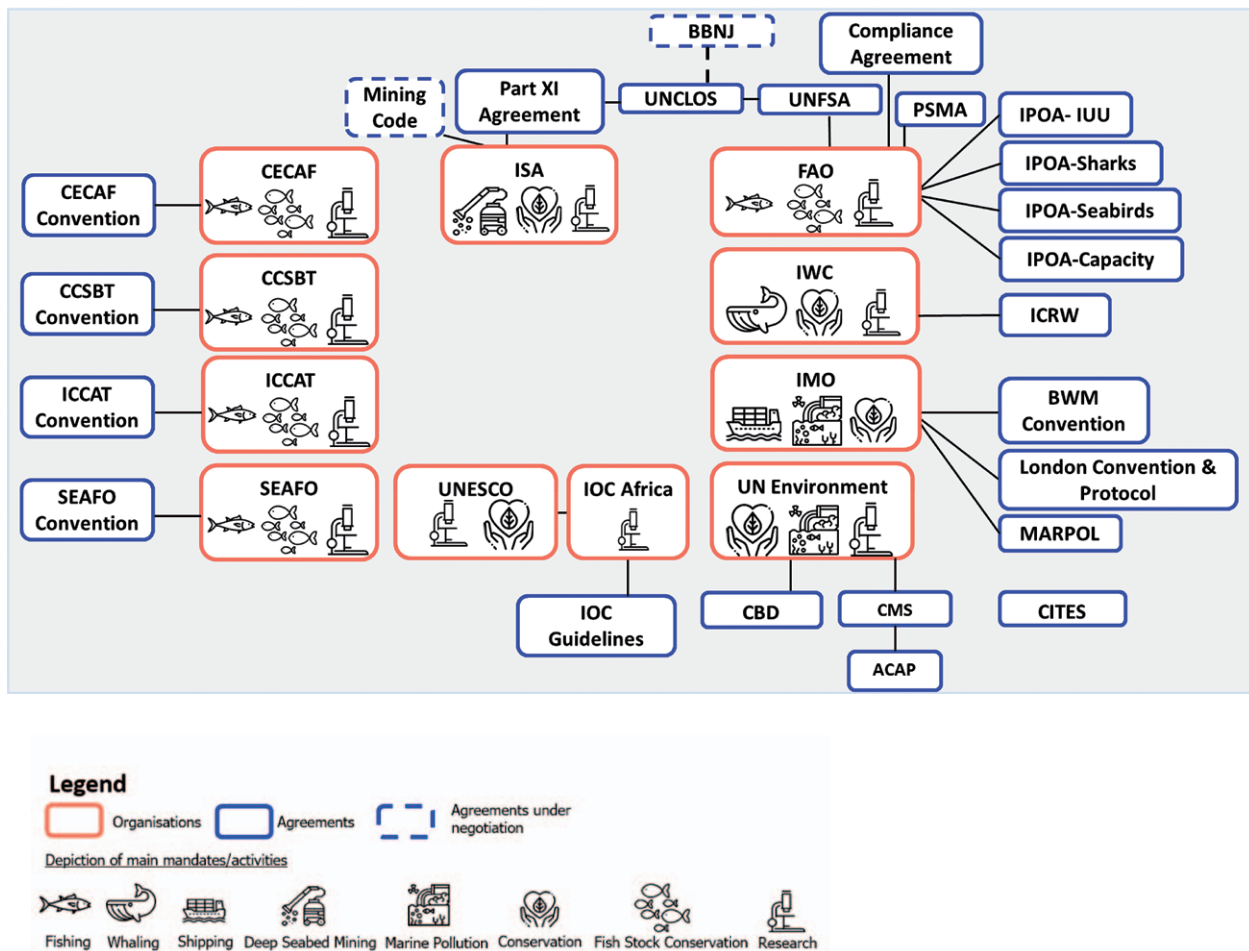 BBNJ
Compliance
Agreement
Mining
Code
Part XI
Agreement
UNCLOS
UNFSA
PSMA
IPOA- IUU
CECAF
Convention
CECAF
ISA
FAO
IPOA-Sharks
IPOA-Seabirds
IPOA-Capacity
CCSBT
Convention
CCSBT
IWC
ICRW
ICCAT
Convention
ICCAT
IMO
BWM
Convention
London Convention &
Protocol
MARPOL
SEAFO
Convention
SEAFO
UNESCO
IOC Africa
UN Environment
IOC
Guidelines
CBD
CMS
CITES
ACAP
Legend
Organisations
Agreements
Agreements under
negotiation
Depiction of main mandates/activities
Fishing
Whaling
Shipping
Deep Seabed Mining
Marine Pollution
Conservation
Fish Stock Conservation
Research